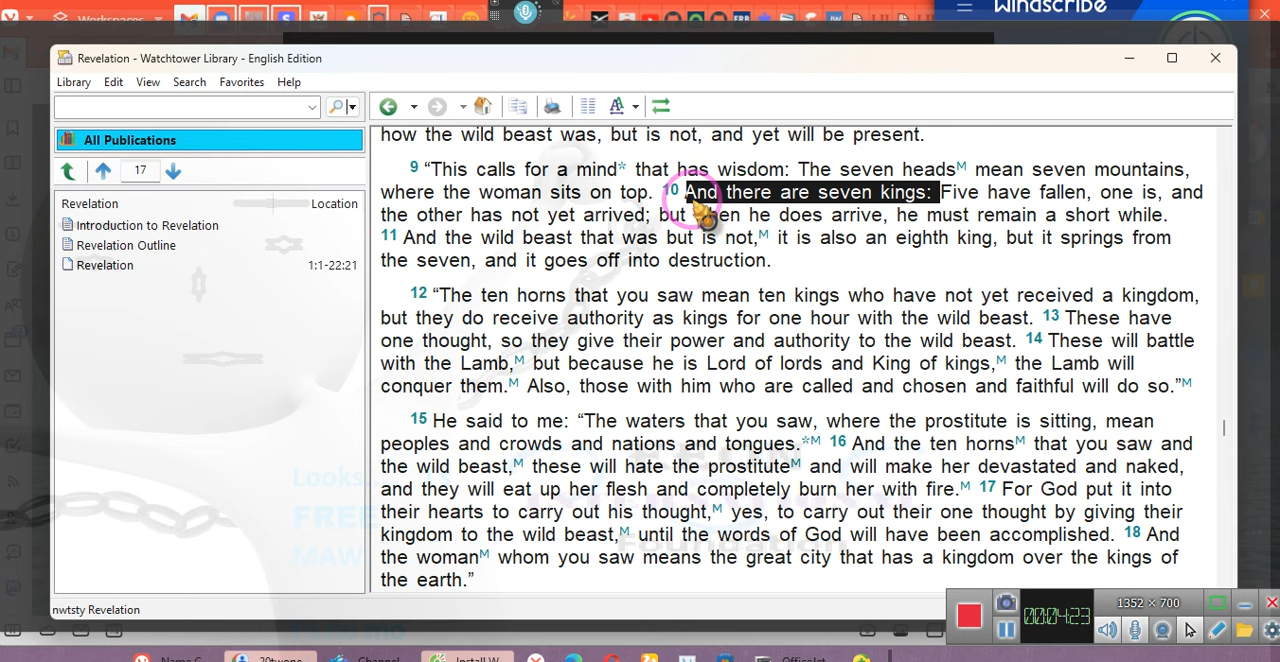 Workspaces
Windscribe
Revelation - Watchtower Library - English Edition
Library Edit View Search Favorites Help
All Publications
17
Revelation Location
Introduction to Revelation
Revelation Outline
Revelation 1:1-22:21
how the wild beast was, but is not, and yet will be present.
9 “This calls for a mind* that has wisdom: The seven headsM mean seven mountains,
where the woman sits on top. 10 And there are seven kings: Five have fallen, one is, and
the other has not yet arrived; but when he does arrive, he must remain a short while.
11 And the wild beast that was but is not,M it is also an eighth king, but it springs from
the seven, and it goes off into destruction.
12 “The ten horns that you saw mean ten kings who have not yet received a kingdom,
but they do receive authority as kings for one hour with the wild beast. 13 These have
one thought, so they give their power and authority to the wild beast. 14 These will battle
with the Lamb,M but because he is Lord of lords and King of kings,M the Lamb will
conquer them.M Also, those with him who are called and chosen and faithful will do so.”M
15 He said to me: “The waters that you saw, where the prostitute is sitting, mean
peoples and crowds and nations and tongues.*M 16 And the ten hornsM that you saw and
the wild beast,M these will hate the prostituteM and will make her devastated and naked,
and they will eat up her flesh and completely burn her with fire.M 17 For God put it into
their hearts to carry out his thought,M yes, to carry out their one thought by giving their
kingdom to the wild beast,M until the words of God will have been accomplished. 18 And
the womanM whom you saw means the great city that has a kingdom over the kings of
the earth.”
Looks
FREE
MAW
Foundation
nwtsty Revelation
1352 × 700
00:04:23
20twone
Channel
Install W